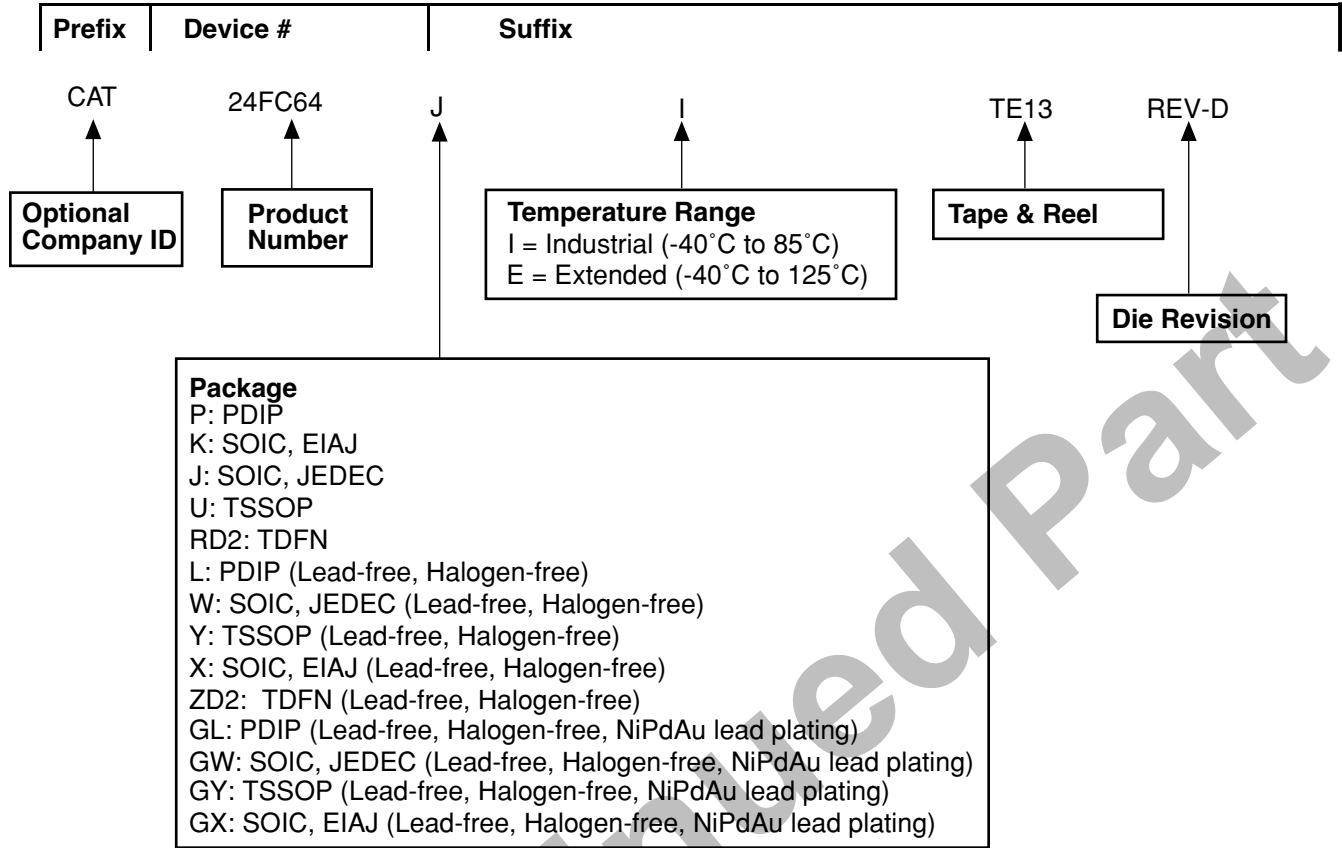 Prefix Device # Suffix
CAT 24FC64 J I TE13 REV-D
Optional
Company ID
Product
Number
Temperature Range
I = Industrial (-40˚C to 85˚C)
E = Extended (-40˚C to 125˚C)
Tape & Reel
Die Revision
Package
P: PDIP
K: SOIC, EIAJ
J: SOIC, JEDEC
U: TSSOP
RD2: TDFN
L: PDIP (Lead-free, Halogen-free)
W: SOIC, JEDEC (Lead-free, Halogen-free)
Y: TSSOP (Lead-free, Halogen-free)
X: SOIC, EIAJ (Lead-free, Halogen-free)
ZD2: TDFN (Lead-free, Halogen-free)
GL: PDIP (Lead-free, Halogen-free, NiPdAu lead plating)
GW: SOIC, JEDEC (Lead-free, Halogen-free, NiPdAu lead plating)
GY: TSSOP (Lead-free, Halogen-free, NiPdAu lead plating)
GX: SOIC, EIAJ (Lead-free, Halogen-free, NiPdAu lead plating)
nued Part